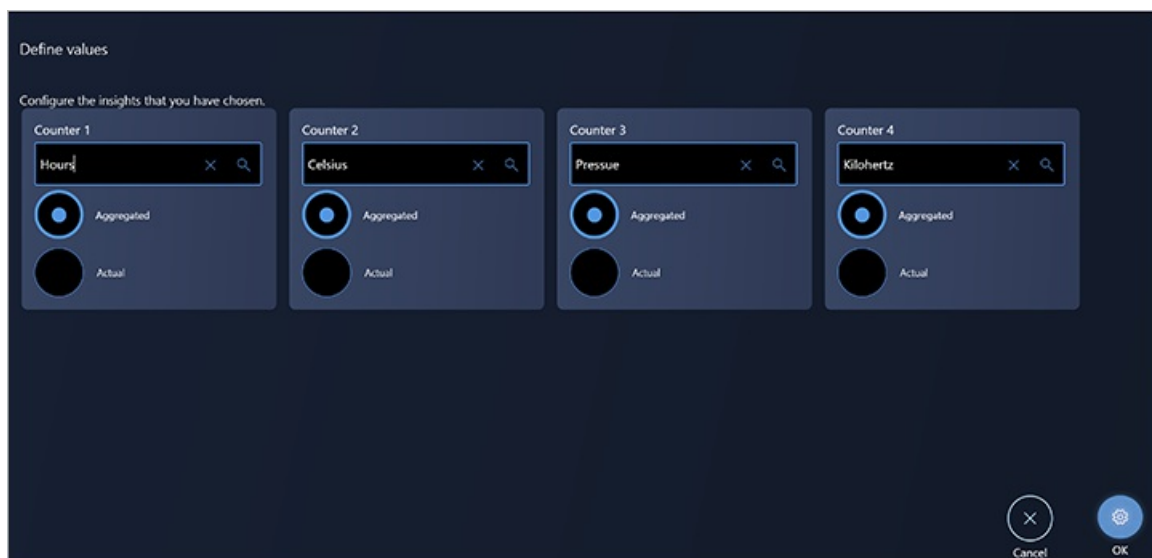 Define values
Configure the insights that you have chosen.
Counter 1
Hours
Aggregated
Actual
Counter 2
Celsius
Aggregated
Actual
Counter 3
Pressue
Aggregated
Actual
Counter 4
Kilohertz
Aggregated
Actual
Cancel
OK